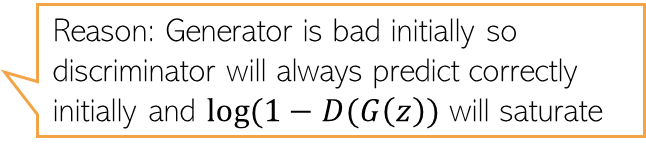 Reason: Generator is bad initially so
discriminator will always predict correctly
initially and log(1 − D(G(z)) will saturate